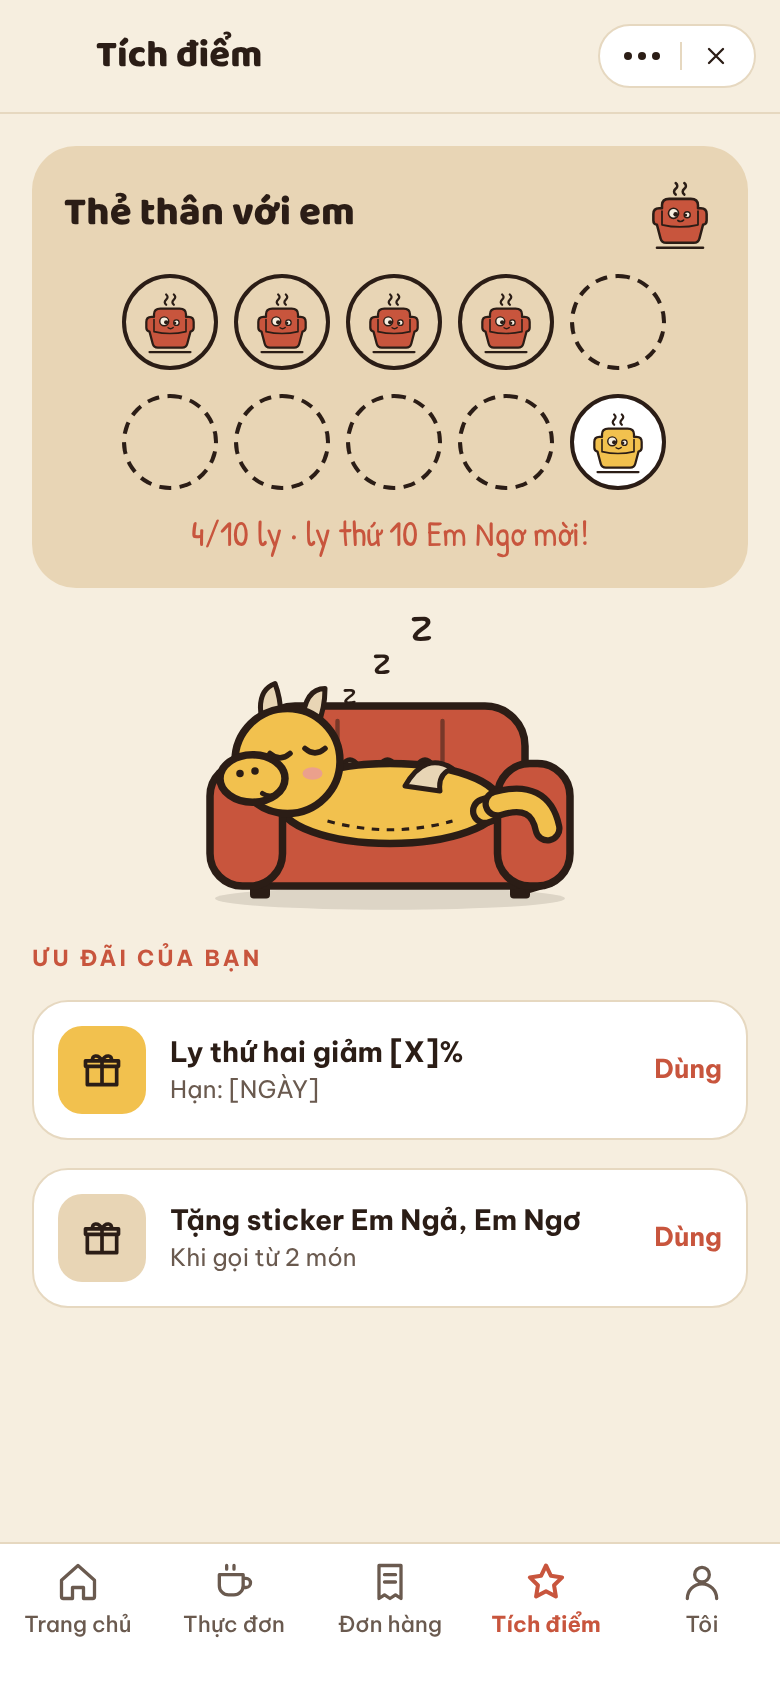 Tích điểm
Thẻ thân với em
4/10 ly · ly thứ 10 Em Ngơ mời!
z
z
z
ƯU ĐÃI CỦA BẠN
Ly thứ hai giảm [X]%
Hạn: [NGÀY]
Dùng
Tặng sticker Em Ngả, Em Ngơ
Khi gọi từ 2 món
Dùng
Trang chủ
Thực đơn
Đơn hàng
Tích điểm
Tôi